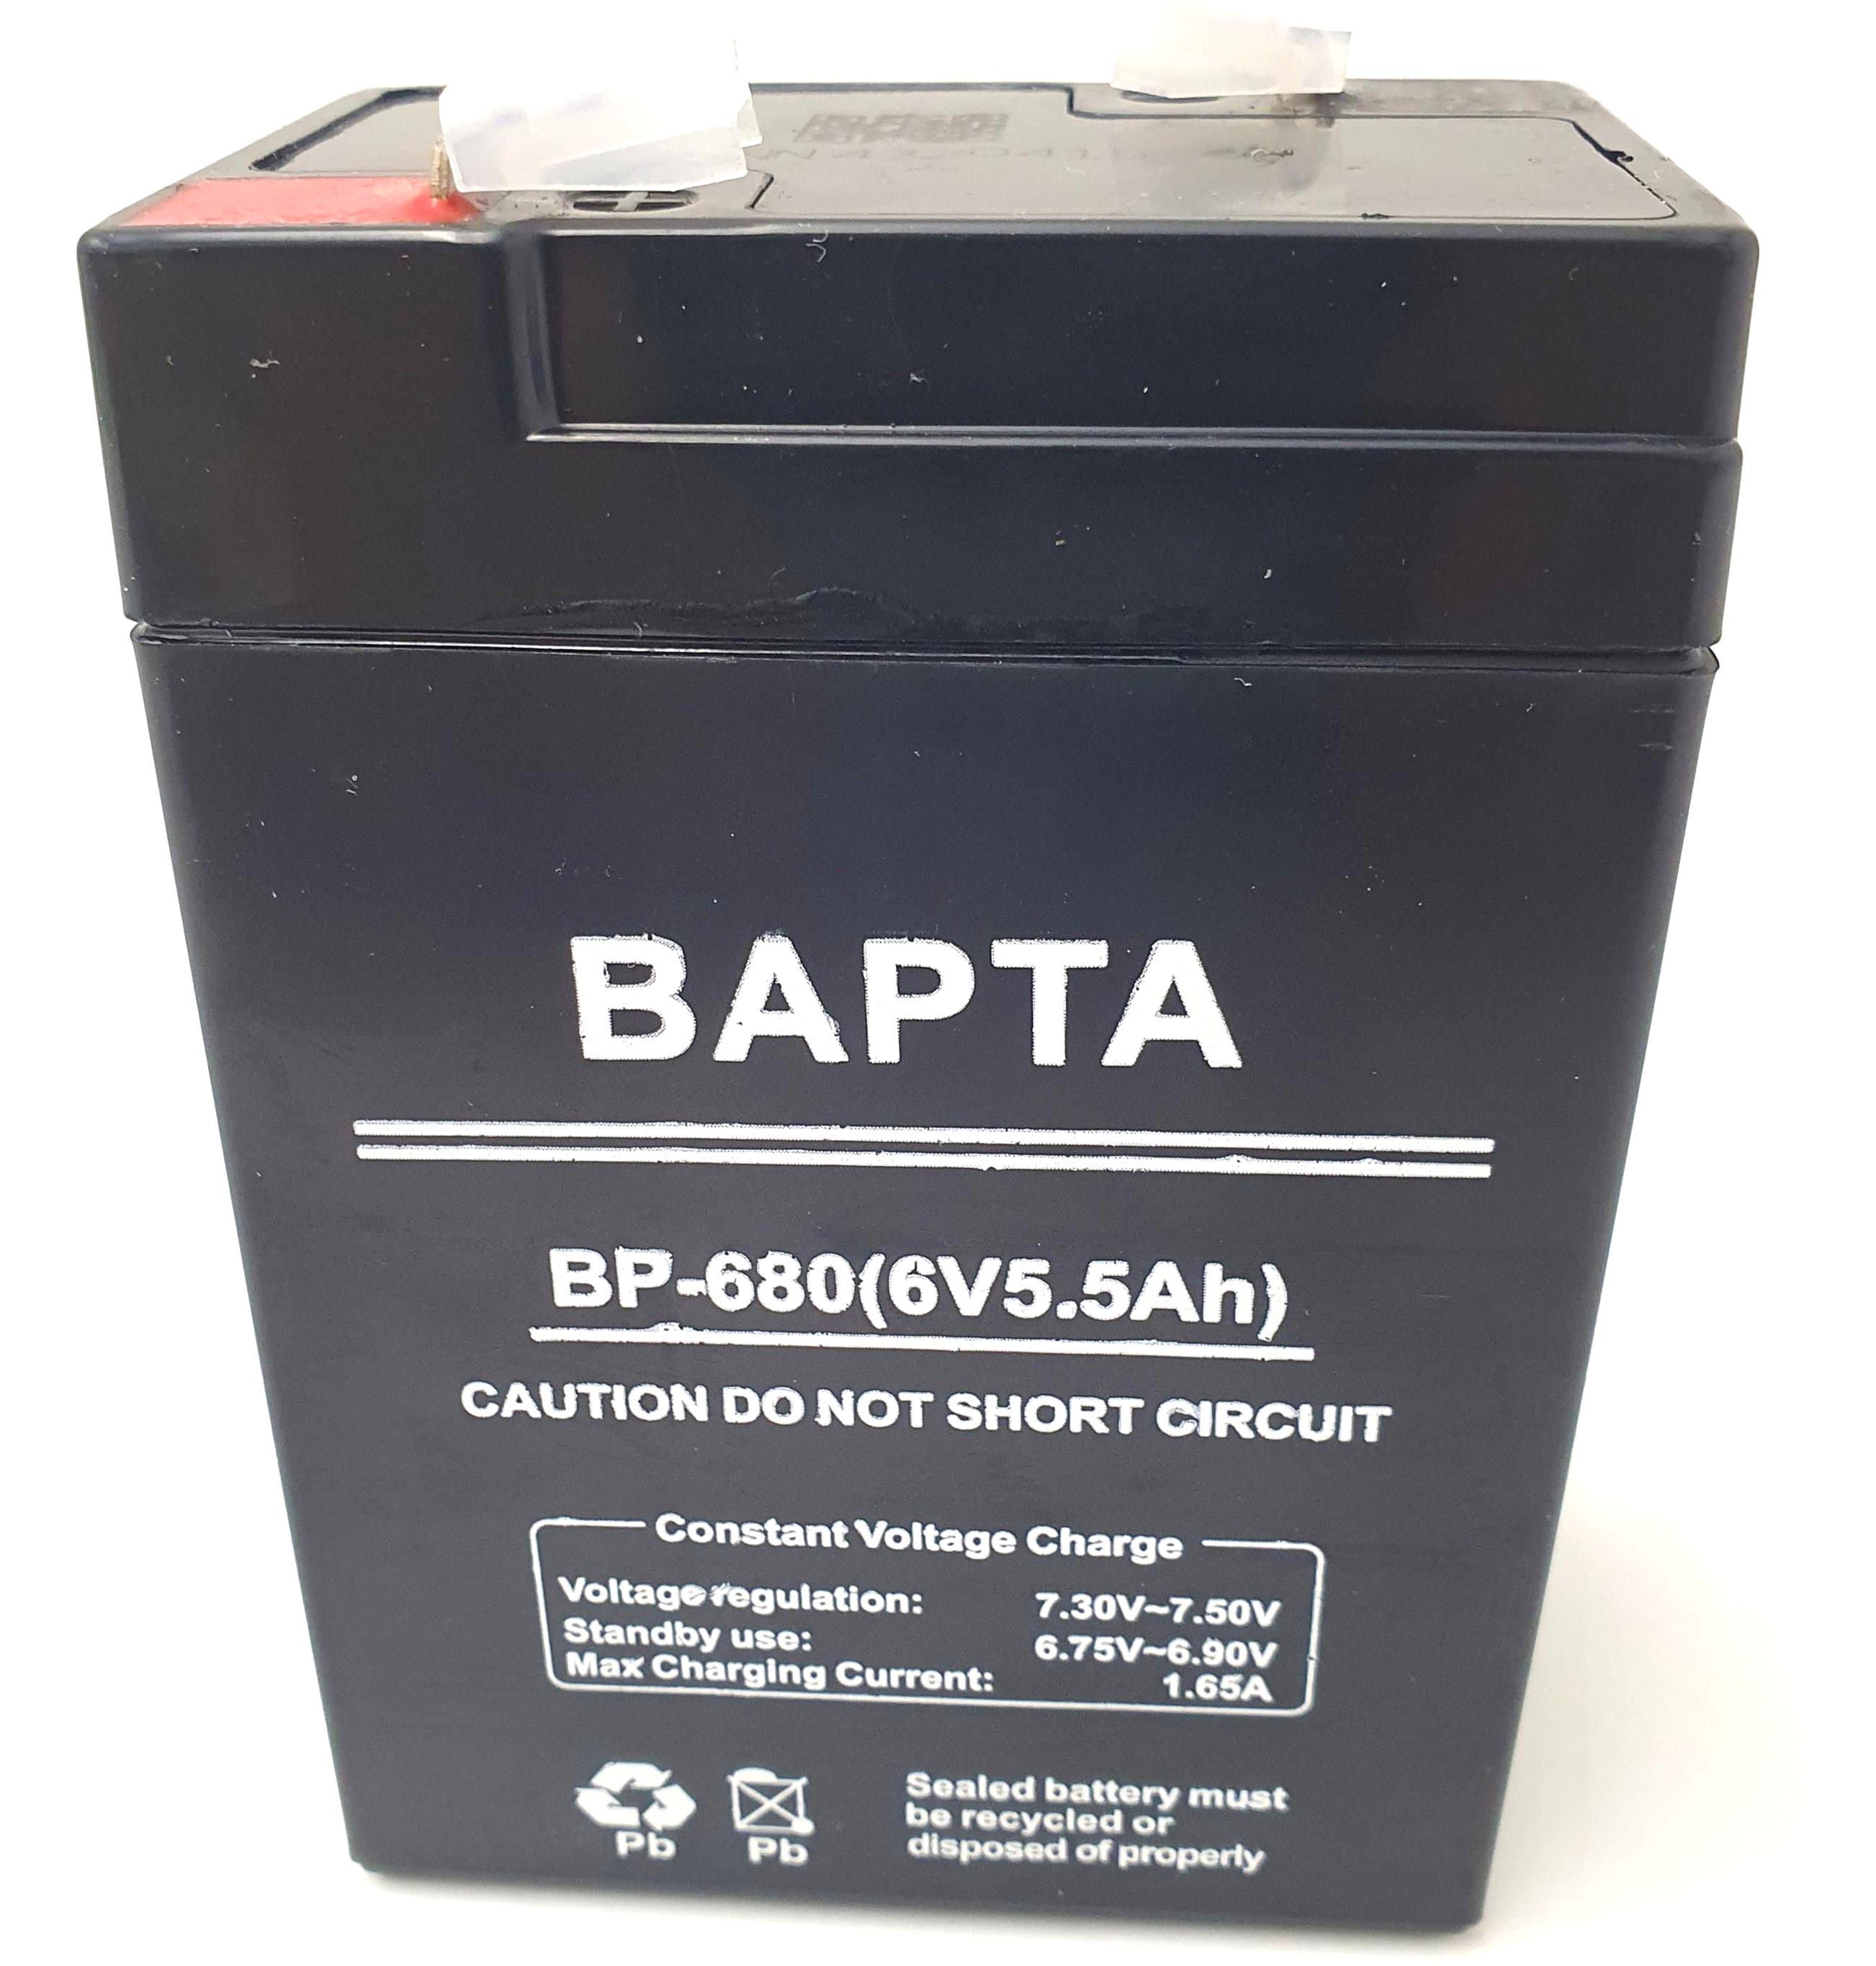 BAPTA
BP-680(6V5.5Ah)
CAUTION DO NOT SHORT CIRCUIT
Constant Voltage Charge
Voltage regulation: 7.30V~7.50V
Standby use: 6.75V~6.90V
Max Charging Current: 1.65A
Pb Pb
Sealed battery must
be recycled or
disposed of properly